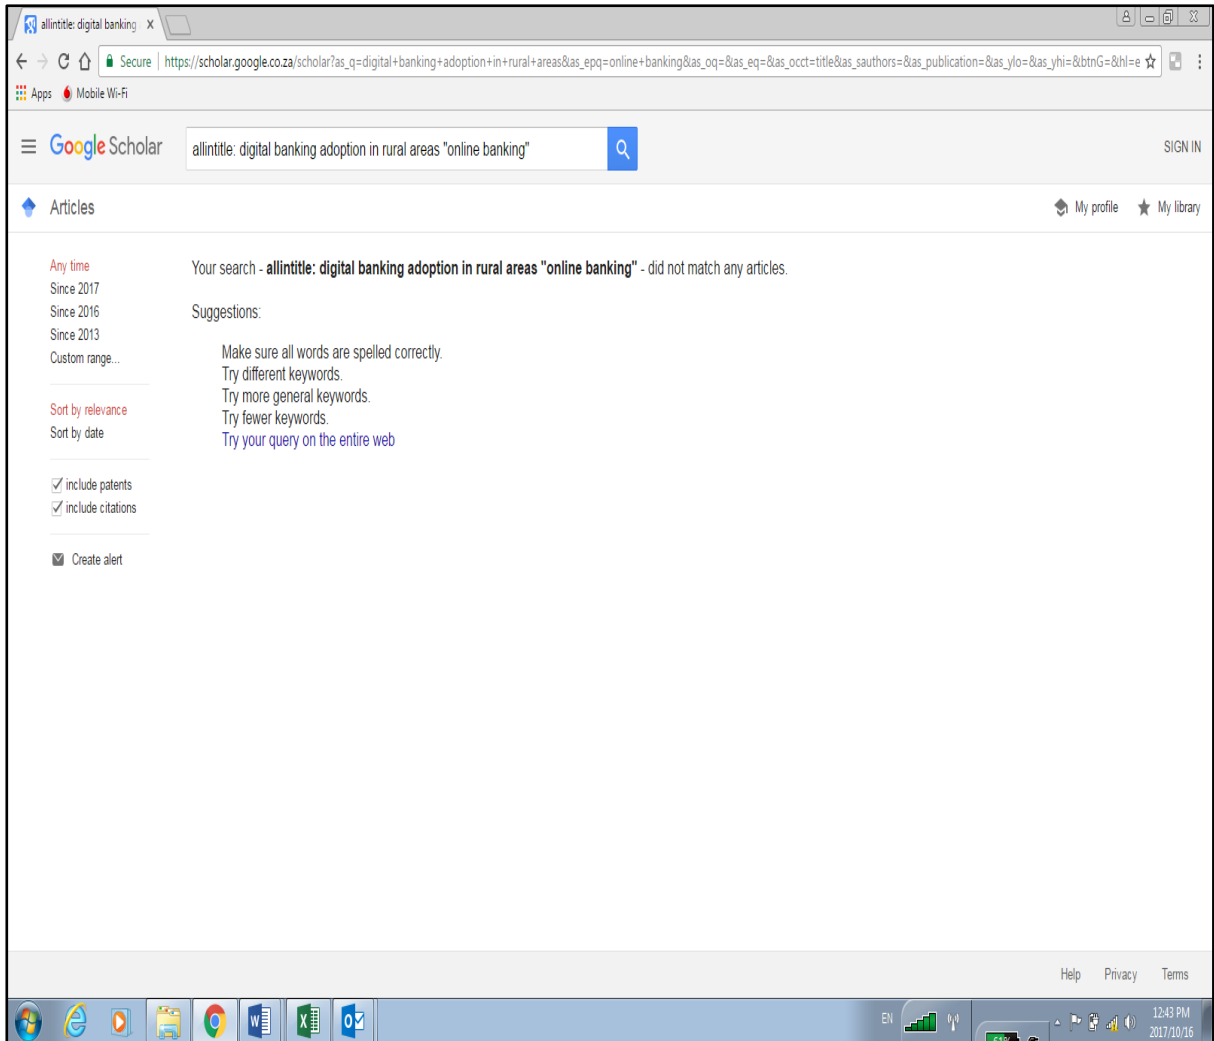 allintitle: digital banking
Secure https://scholar.google.co.za/scholar?as_q=digital+banking+adoption+in+rural+areas&as_epq=online+banking&as_oq=&as_eq=&as_occt=title&as_sauthors=&as_publication=&as_ylo=&as_yhi=&btnG=&hl=e
Apps Mobile Wi-Fi
Google Scholar
allintitle: digital banking adoption in rural areas "online banking"
SIGN IN
Articles
My profile My library
Any time
Since 2017
Since 2016
Since 2013
Custom range...
Sort by relevance
Sort by date
include patents
include citations
Create alert
Your search - allintitle: digital banking adoption in rural areas "online banking" - did not match any articles.
Suggestions:
Make sure all words are spelled correctly.
Try different keywords.
Try more general keywords.
Try fewer keywords.
Try your query on the entire web
Help Privacy Terms
EN
12:43 PM
2017/10/16